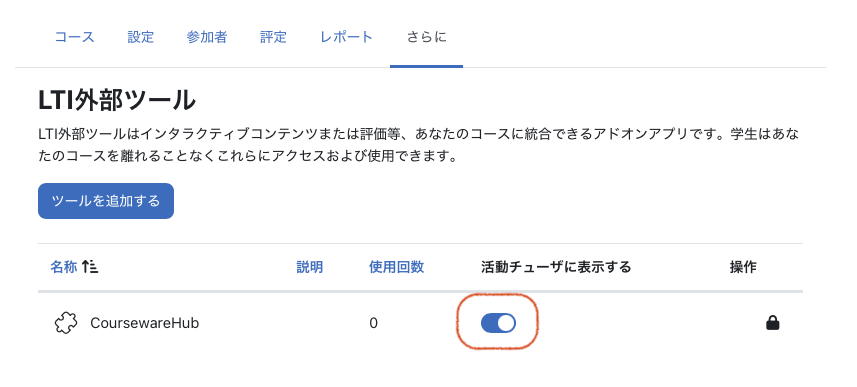 コース 設定 参加者 評定 レポート さらに
LTI外部ツール
LTI外部ツールはインタラクティブコンテンツまたは評価等、あなたのコースに統合できるアドオンアプリです。学生はあな
たのコースを離れることなくこれらにアクセスおよび使用できます。
ツールを追加する
名称 説明 使用回数 活動チューザに表示する 操作
CoursewareHub 0